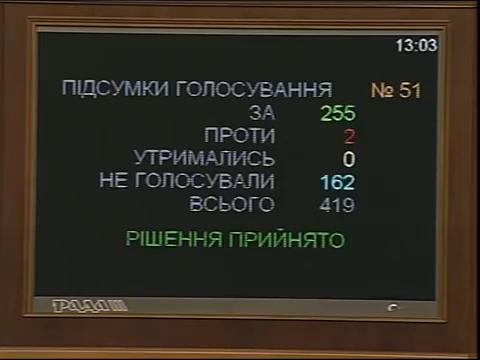 13:03
ПІДСУМКИ ГОЛОСУВАННЯ № 51
ЗА 255
ПРОТИ 2
УТРИМАЛИСЬ 0
НЕ ГОЛОСУВАЛИ 162
ВСЬОГО 419
РІШЕННЯ ПРИЙНЯТО
РАДА